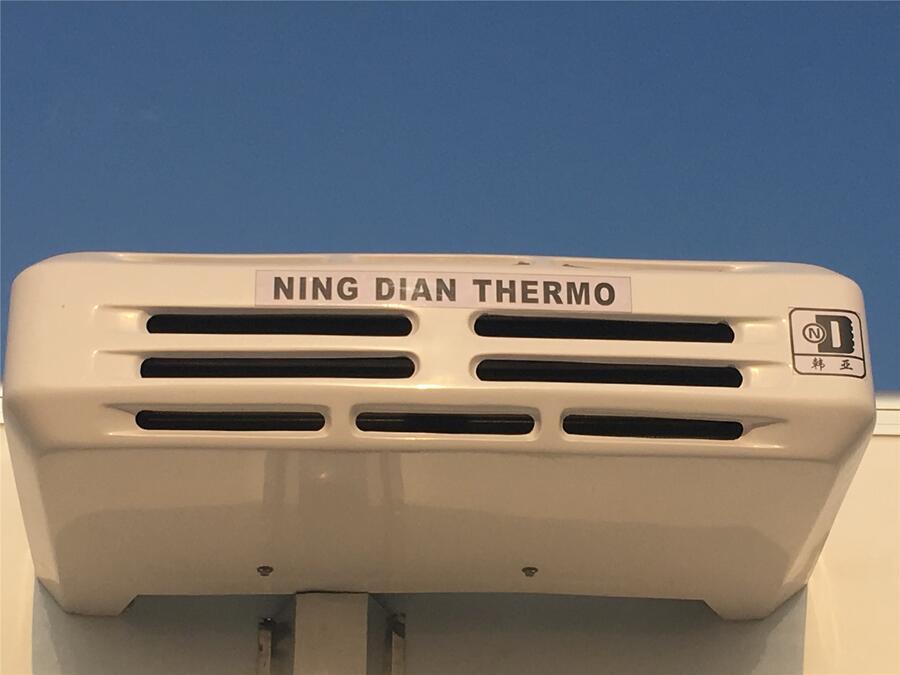 NING DIAN THERMO
ND
韩亚